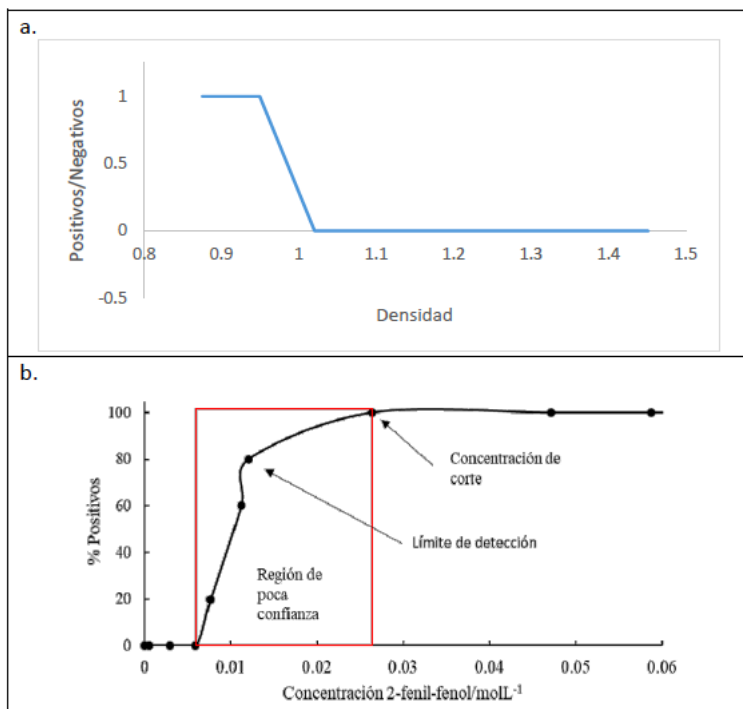 a.
Positivos/Negativos
1
0.5
0
-0.5
0.8
0.9
1
1.1
1.2
1.3
1.4
1.5
Densidad
b.
% Positivos
100
80
60
40
20
0
Concentración de
corte
Límite de detección
Región de
poca
confianza
0
0.01
0.02
0.03
0.04
0.05
0.06
Concentración 2-fenil-fenol/molL⁻¹